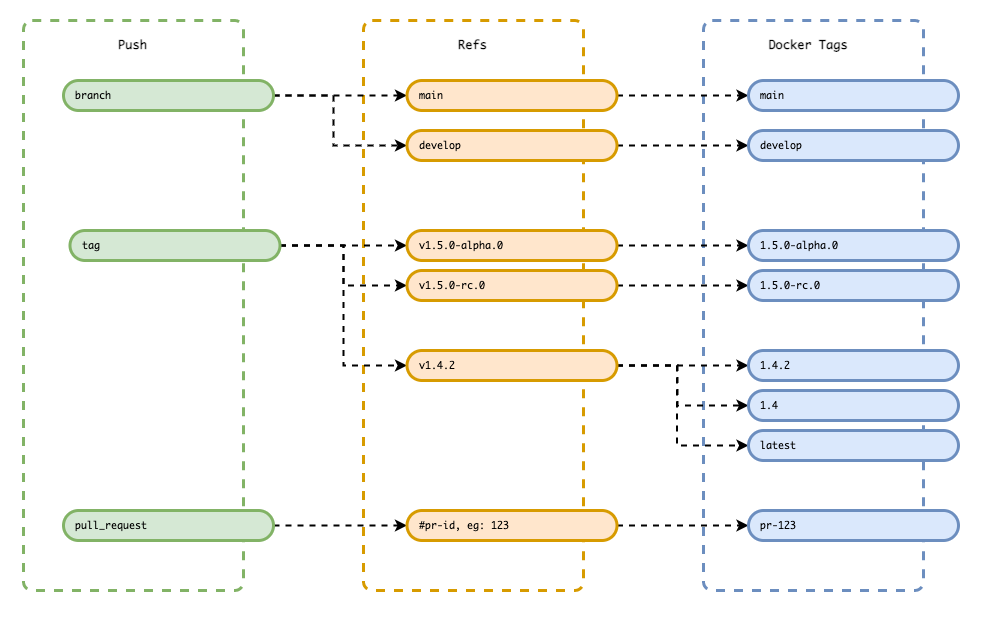 Push
Refs
Docker Tags
branch
main
main
develop
develop
tag
v1.5.0-alpha.0
1.5.0-alpha.0
v1.5.0-rc.0
1.5.0-rc.0
v1.4.2
1.4.2
1.4
latest
pull_request
#pr-id, eg: 123
pr-123